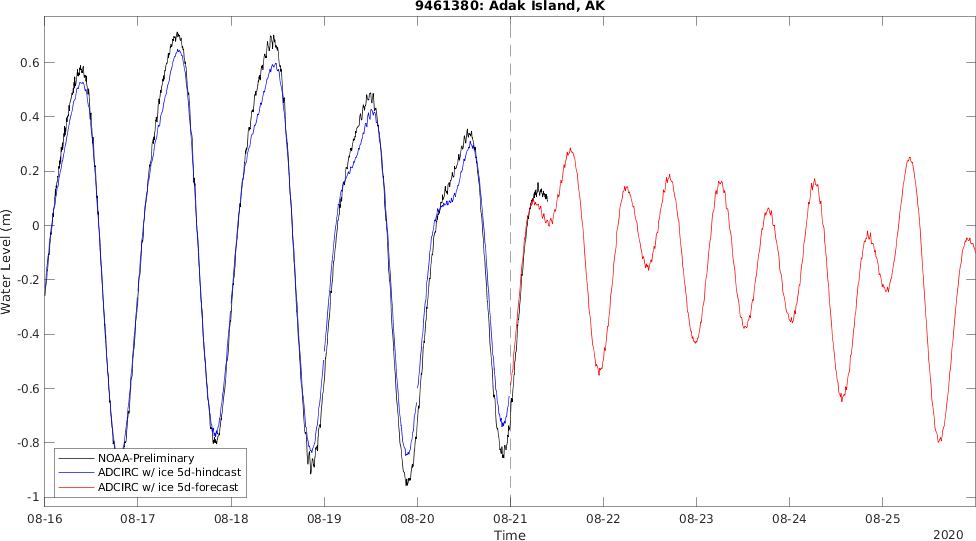 9461380: Adak Island, AK
Water Level (m)
0.6
0.4
0.2
0
-0.2
-0.4
-0.6
-0.8
-1
NOAA-Preliminary
ADCIRC w/ ice 5d-hindcast
ADCIRC w/ ice 5d-forecast
08-16 08-17 08-18 08-19 08-20 08-21 08-22 08-23 08-24 08-25
Time
2020